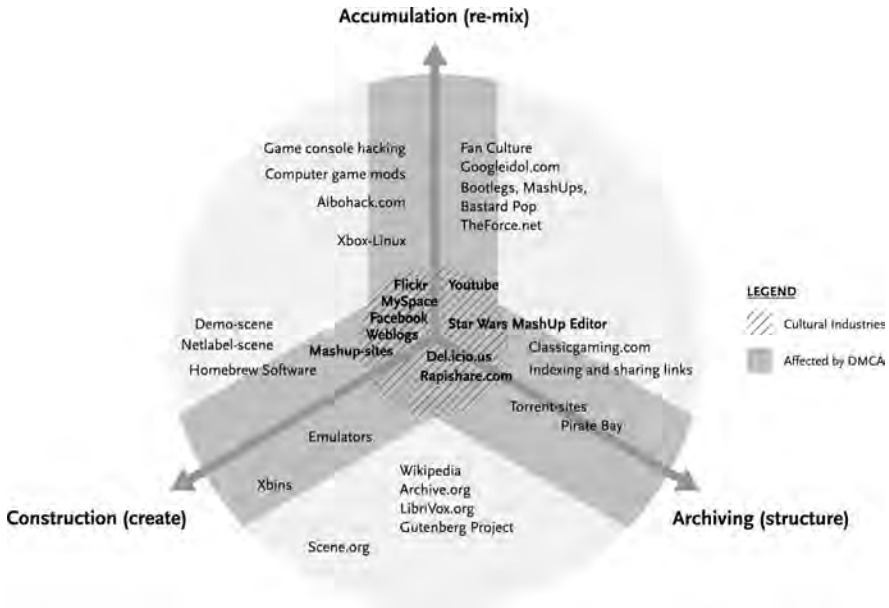 Accumulation (re-mix)
Game console hacking
Computer game mods
Aibohack.com
Xbox-Linux
Fan Culture
Googleidol.com
Bootlegs, MashUps,
Bastard Pop
TheForce.net
Flickr
MySpace
Facebook
Weblogs
Mashup-sites
Youtube
Star Wars MashUp Editor
Del.icio.us
Rapishare.com
Demo-scene
Netlabel-scene
Homebrew Software
Classicgaming.com
Indexing and sharing links
Torrent-sites
Pirate Bay
Emulators
Xbins
Wikipedia
Archive.org
LibriVox.org
Gutenberg Project
Scene.org
Construction (create)
Archiving (structure)
LEGEND
Cultural Industries
Affected by DMCA